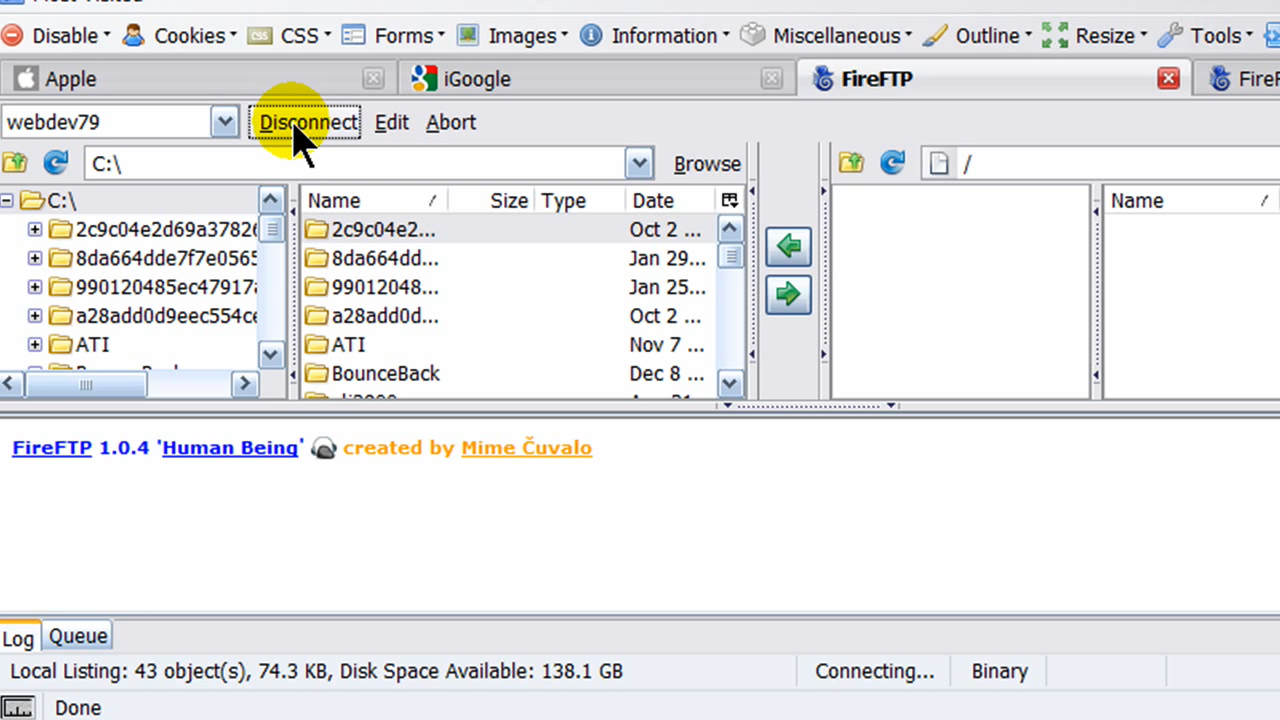 Disable Cookies CSS Forms Images Information Miscellaneous Outline Resize Tools
Apple iGoogle FireFTP
webdev79 Disconnect Edit Abort
C:\ Browse /
C:\ Name Size Type Date Name
2c9c04e2d69a3782 2c9c04e2... Oct 2 ...
8da664dde7f7e0565 8da664dd... Jan 29...
990120485ec47917 99012048... Jan 25...
a28add0d9eec554ce a28add0d... Oct 2 ...
ATI ATI Nov 7 ...
BounceBack Dec 8 ...
FireFTP 1.0.4 'Human Being' created by Mime Čuvalo
Log Queue
Local Listing: 43 object(s), 74.3 KB, Disk Space Available: 138.1 GB Connecting... Binary
Done